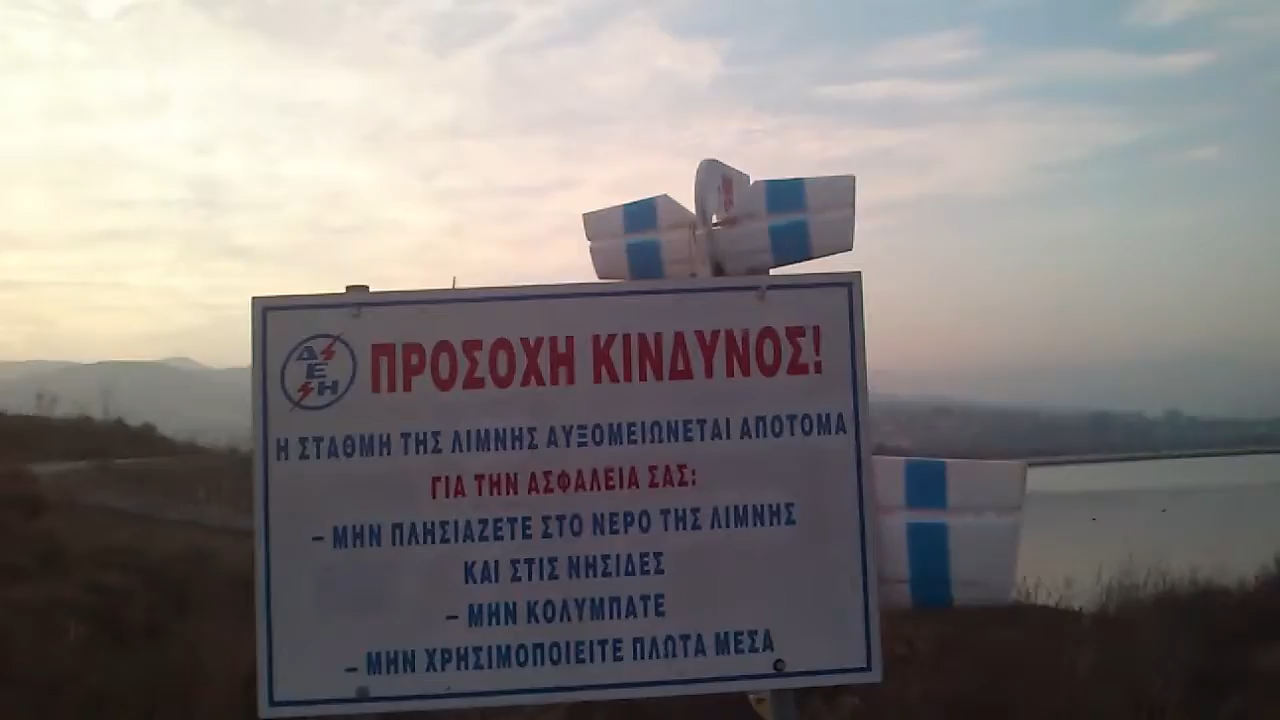 ΔΕΗ
ΠΡΟΣΟΧΗ ΚΙΝΔΥΝΟΣ!
Η ΣΤΑΘΜΗ ΤΗΣ ΛΙΜΝΗΣ ΑΥΞΟΜΕΙΩΝΕΤΑΙ ΑΠΟΤΟΜΑ
ΓΙΑ ΤΗΝ ΑΣΦΑΛΕΙΑ ΣΑΣ:
– ΜΗΝ ΠΛΗΣΙΑΖΕΤΕ ΣΤΟ ΝΕΡΟ ΤΗΣ ΛΙΜΝΗΣ
ΚΑΙ ΣΤΙΣ ΝΗΣΙΔΕΣ
– ΜΗΝ ΚΟΛΥΜΠΑΤΕ
– ΜΗΝ ΧΡΗΣΙΜΟΠΟΙΕΙΤΕ ΠΛΩΤΑ ΜΕΣΑ